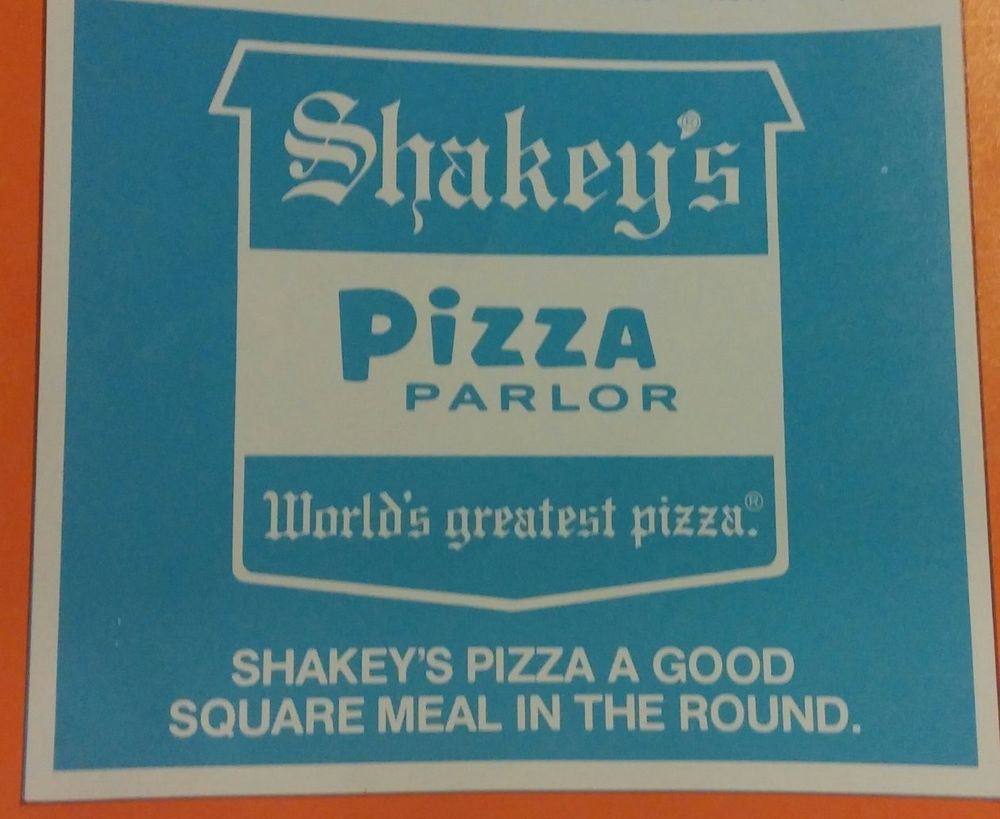 Shakey's®
Pizza
PARLOR
World's greatest pizza.®
SHAKEY'S PIZZA A GOOD
SQUARE MEAL IN THE ROUND.